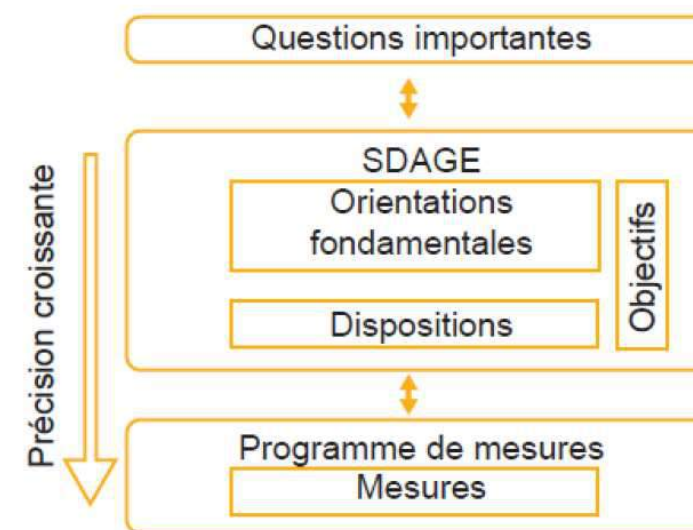 Questions importantes
Précision croissante
SDAGE
Orientations
fondamentales
Objectifs
Dispositions
Programme de mesures
Mesures